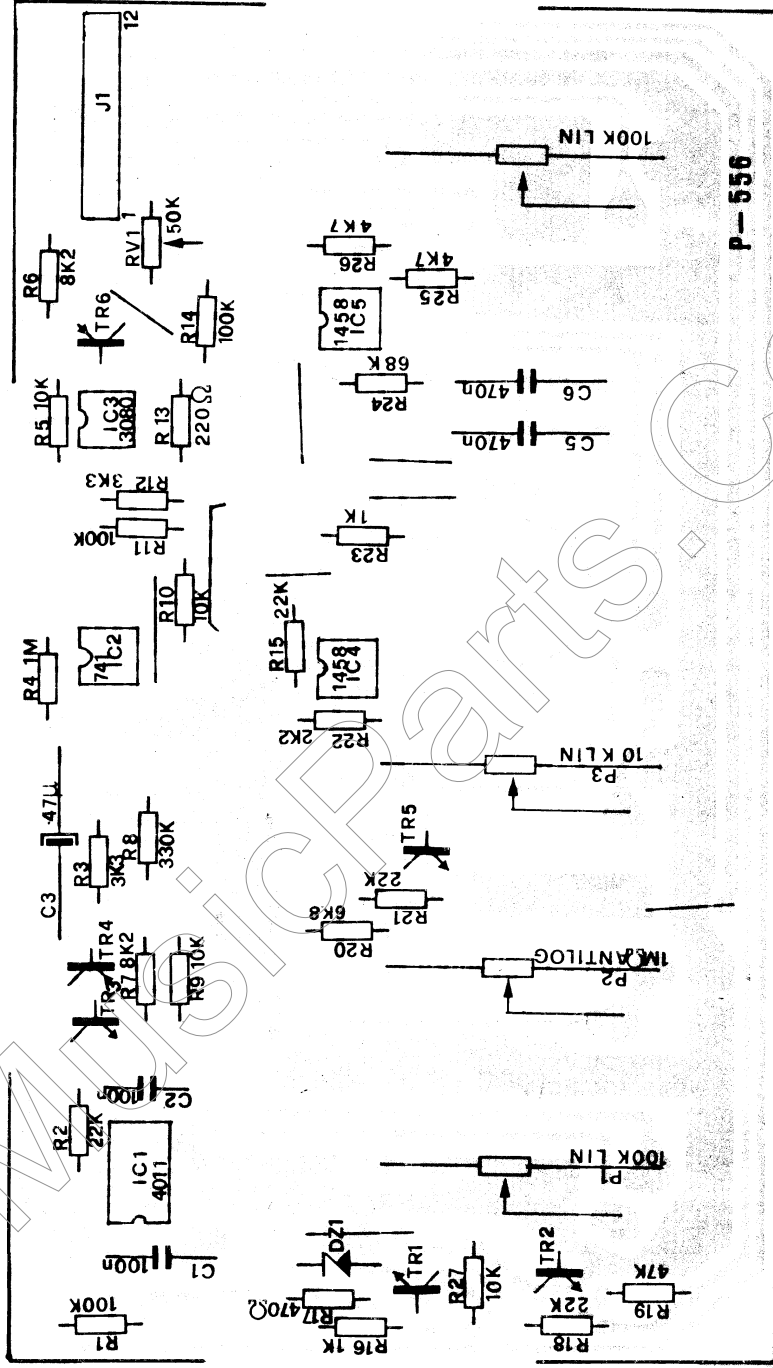 12
J1
1
RV1
50K
R6
8K2
TR6
R14
100K
R5 10K
IC3
3080
R13
220Ω
3K3 R12
100K R11
R10
10K
R4 1M
741
IC2
C3
.47µ
R3
3K3
R8
330K
TR4
TR3
R7 8K2
R9 10K
R2
22K
100n
C2
IC1
4011
100n
C1
R1
100K
100K LIN
P-556
4K7
R26
4K7
R25
1458
IC5
68K
R24
470n
C6
470n
C5
1K
R23
R15 22K
1458
IC4
2K2
R22
10K LIN
P3
TR5
22K
R21
6K8
R20
1MΩ ANTILOG
P2
100K LIN
P1
DZ1
R17
470Ω
TR1
R16 1K
R27
10K
TR2
22K
R18
47K
R19
MusicParts.Co